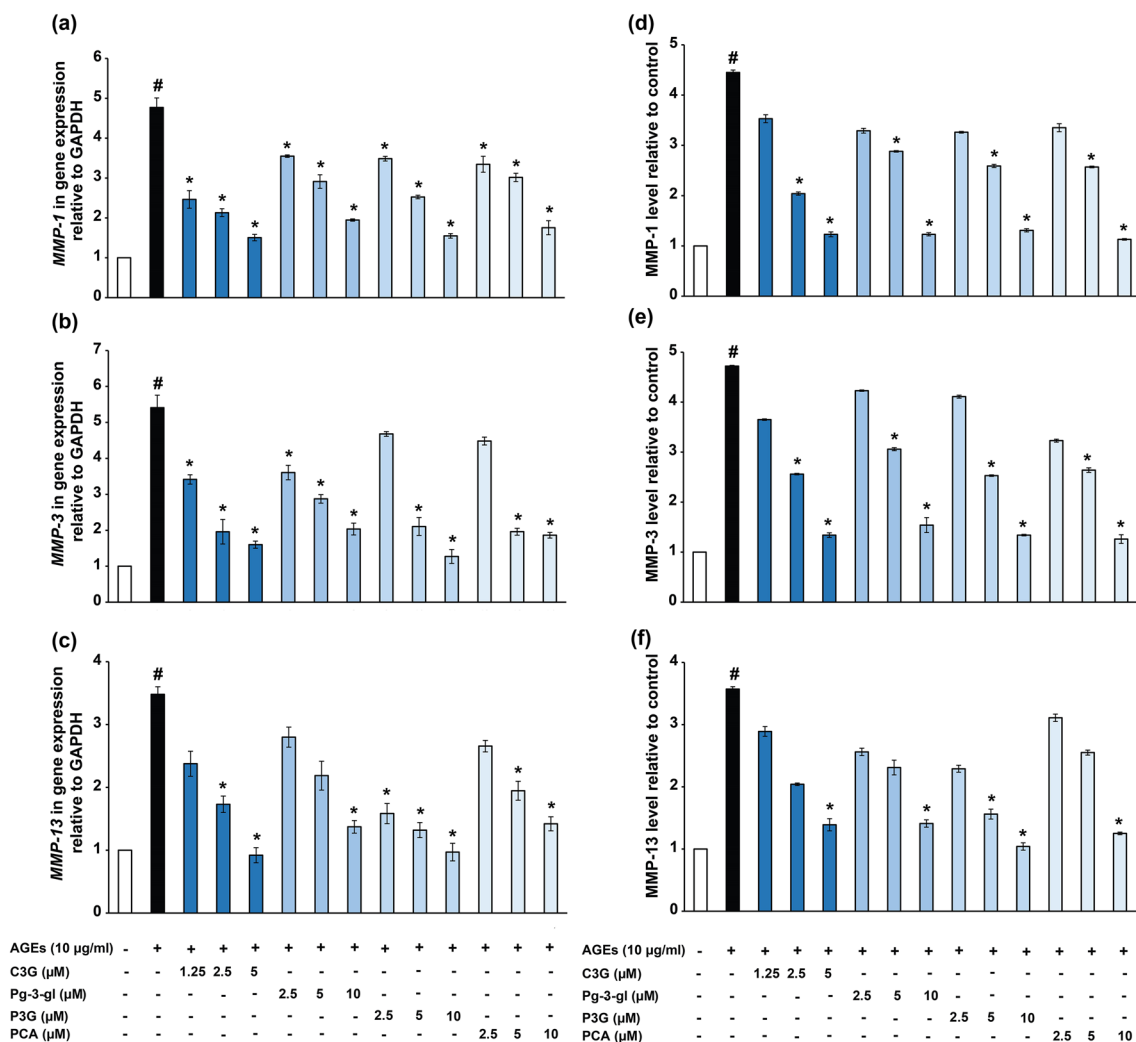 (a)
MMP-1 in gene expression
relative to GAPDH
6
5
4
3
2
1
0
#
* * * * * * * * * * * *
(b)
MMP-3 in gene expression
relative to GAPDH
7
6
5
4
3
2
1
0
#
* * * * * * * * * *
(c)
MMP-13 in gene expression
relative to GAPDH
4
3
2
1
0
#
* * * * * * * *
AGEs (10 µg/ml) - + + + + + + + + + + + + +
C3G (µM) - - 1.25 2.5 5 - - - - - - - - -
Pg-3-gl (µM) - - - - - 2.5 5 10 - - - - - -
P3G (µM) - - - - - - - - 2.5 5 10 - - -
PCA (µM) - - - - - - - - - - - 2.5 5 10
(d)
MMP-1 level relative to control
5
4
3
2
1
0
#
* * * * * * * *
(e)
MMP-3 level relative to control
5
4
3
2
1
0
#
* * * * * * * *
(f)
MMP-13 level relative to control
4
3
2
1
0
#
* * * * *
AGEs (10 µg/ml) - + + + + + + + + + + + + +
C3G (µM) - - 1.25 2.5 5 - - - - - - - - -
Pg-3-gl (µM) - - - - - 2.5 5 10 - - - - - -
P3G (µM) - - - - - - - - 2.5 5 10 - - -
PCA (µM) - - - - - - - - - - - 2.5 5 10